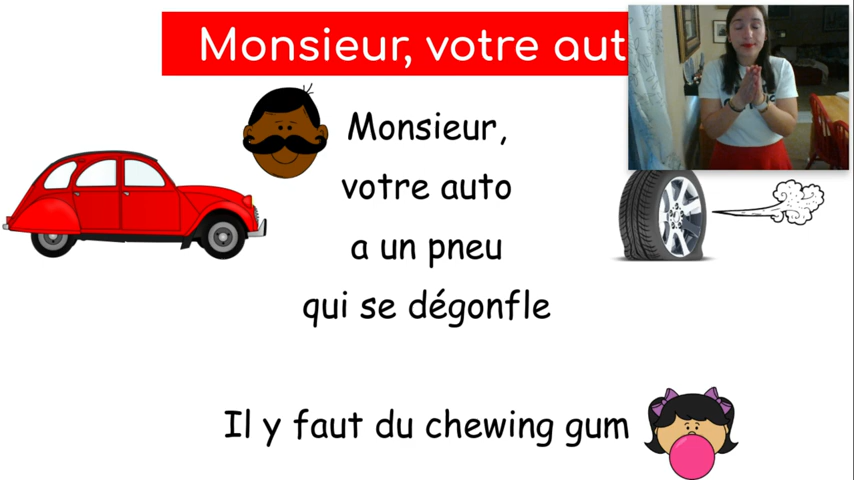 Monsieur, votre aut
Monsieur,
votre auto
a un pneu
qui se dégonfle
Il y faut du chewing gum